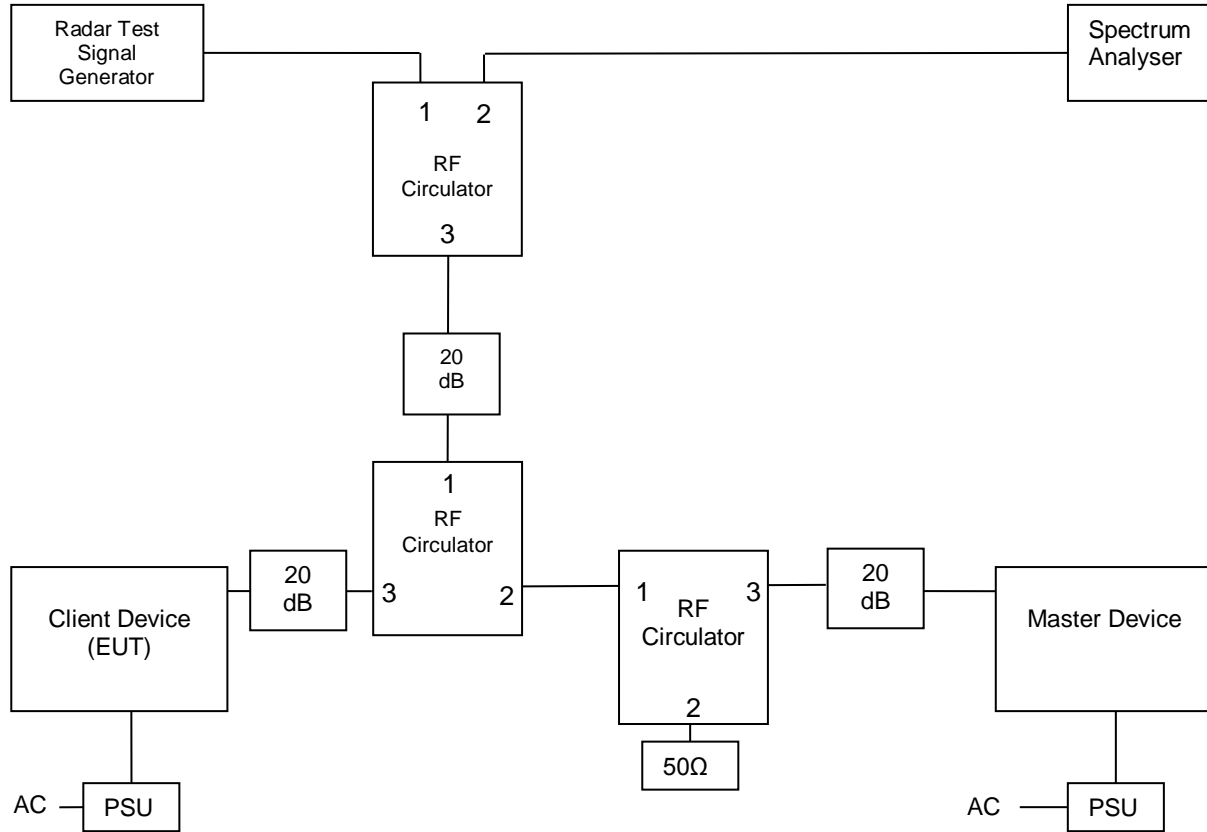 Radar Test
Signal
Generator
Spectrum
Analyser
1 2
RF
Circulator
3
20
dB
1
RF
Circulator
3 2
20
dB
Client Device
(EUT)
1 3
RF
Circulator
2
50Ω
20
dB
Master Device
AC PSU
AC PSU